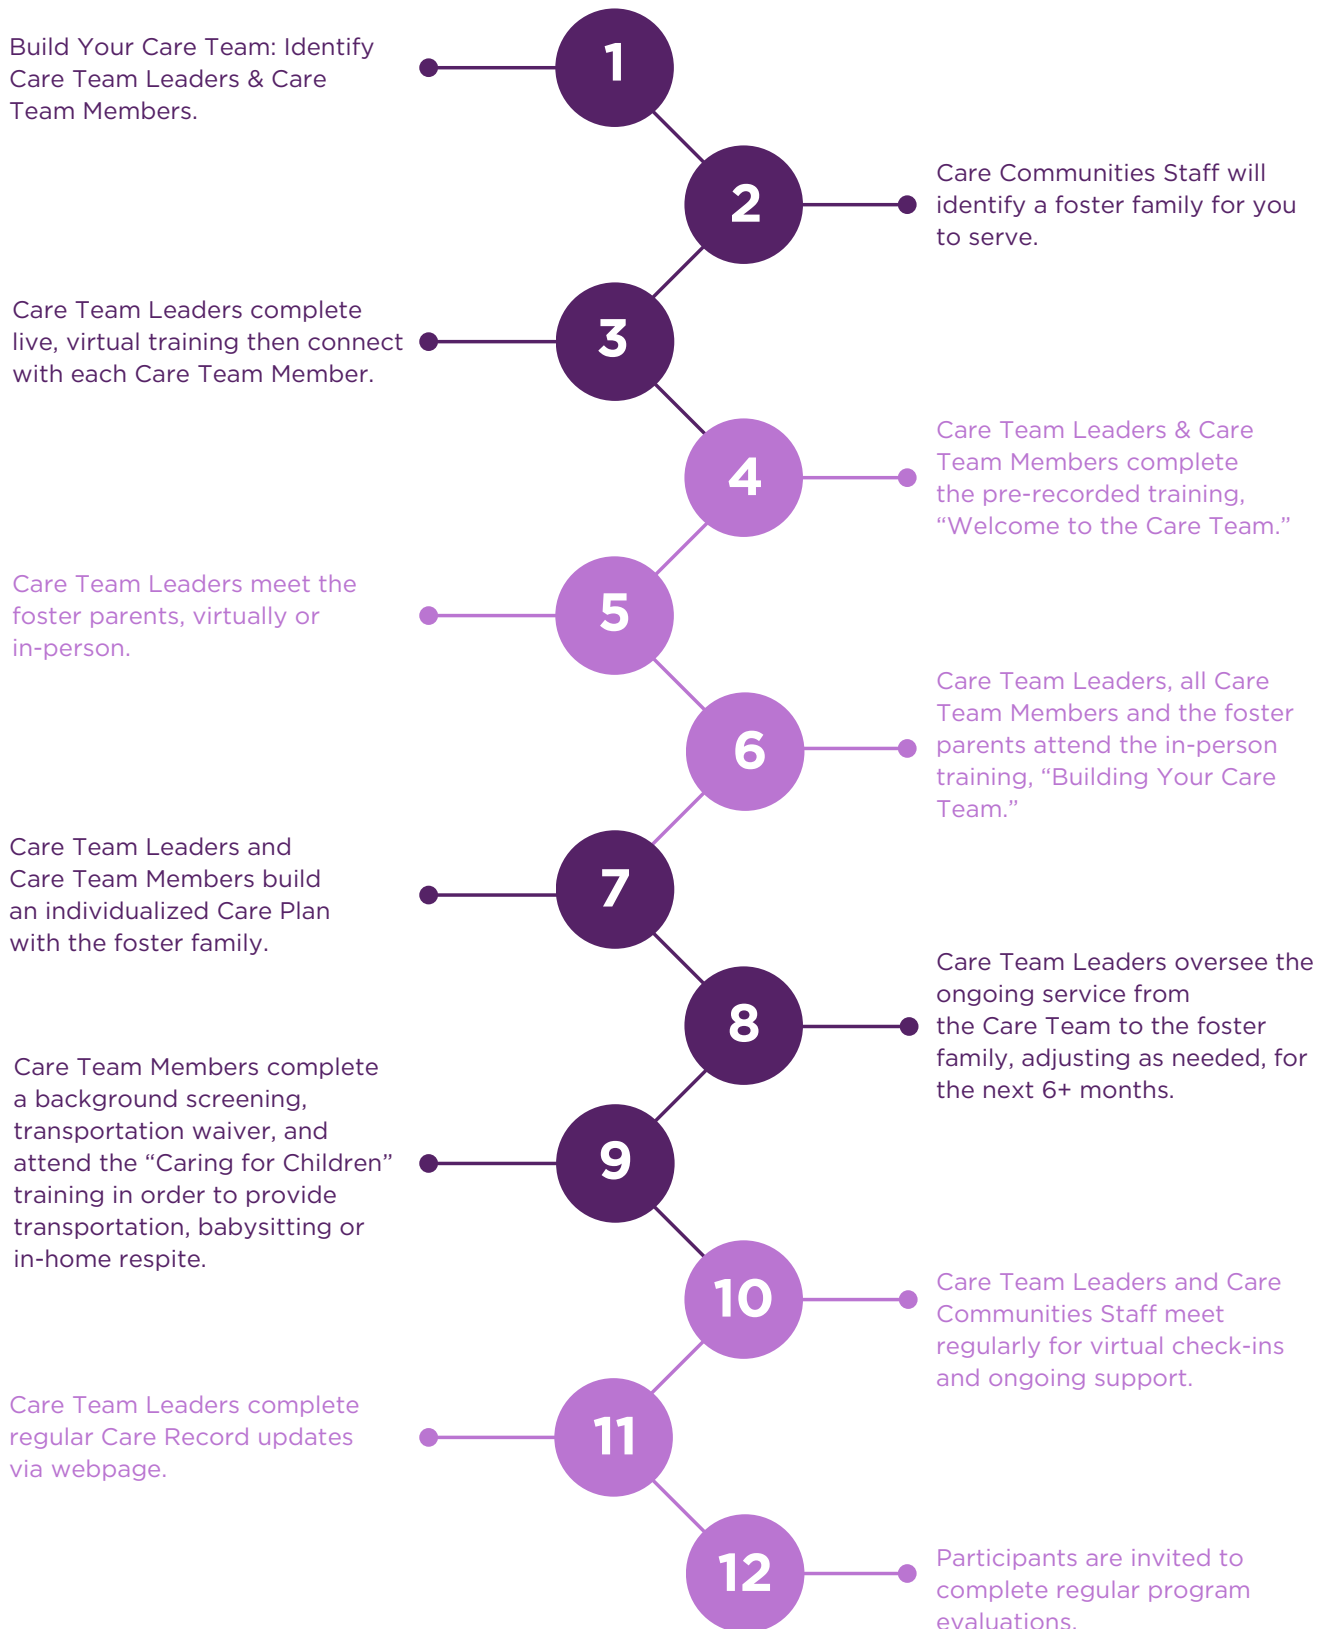 1
Build Your Care Team: Identify
Care Team Leaders & Care
Team Members.
2
Care Communities Staff will
identify a foster family for you
to serve.
3
Care Team Leaders complete
live, virtual training then connect
with each Care Team Member.
4
Care Team Leaders & Care
Team Members complete
the pre-recorded training,
“Welcome to the Care Team.”
5
Care Team Leaders meet the
foster parents, virtually or
in-person.
6
Care Team Leaders, all Care
Team Members and the foster
parents attend the in-person
training, “Building Your Care
Team.”
7
Care Team Leaders and
Care Team Members build
an individualized Care Plan
with the foster family.
8
Care Team Leaders oversee the
ongoing service from
the Care Team to the foster
family, adjusting as needed, for
the next 6+ months.
9
Care Team Members complete
a background screening,
transportation waiver, and
attend the “Caring for Children”
training in order to provide
transportation, babysitting or
in-home respite.
10
Care Team Leaders and Care
Communities Staff meet
regularly for virtual check-ins
and ongoing support.
11
Care Team Leaders complete
regular Care Record updates
via webpage.
12
Participants are invited to
complete regular program
evaluations.